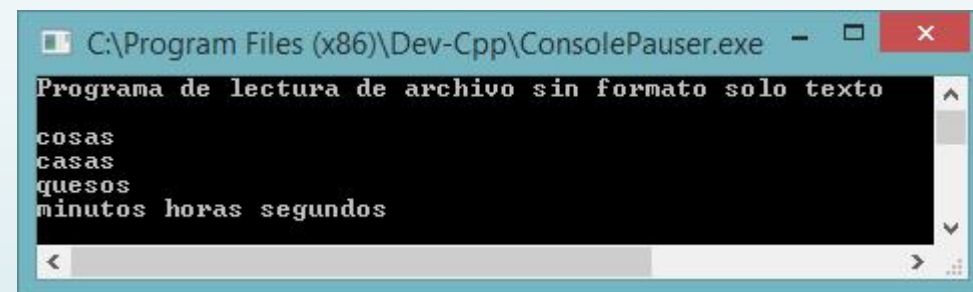 C:\Program Files (x86)\Dev-Cpp\ConsolePauser.exe
Programa de lectura de archivo sin formato solo texto
cosas
casas
quesos
minutos horas segundos